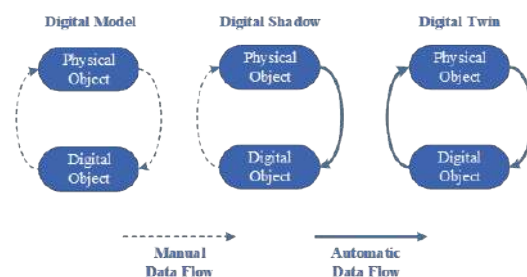 Digital Model
Digital Shadow
Digital Twin
Physical
Object
Physical
Object
Physical
Object
Digital
Object
Digital
Object
Digital
Object
Manual
Data Flow
Automatic
Data Flow